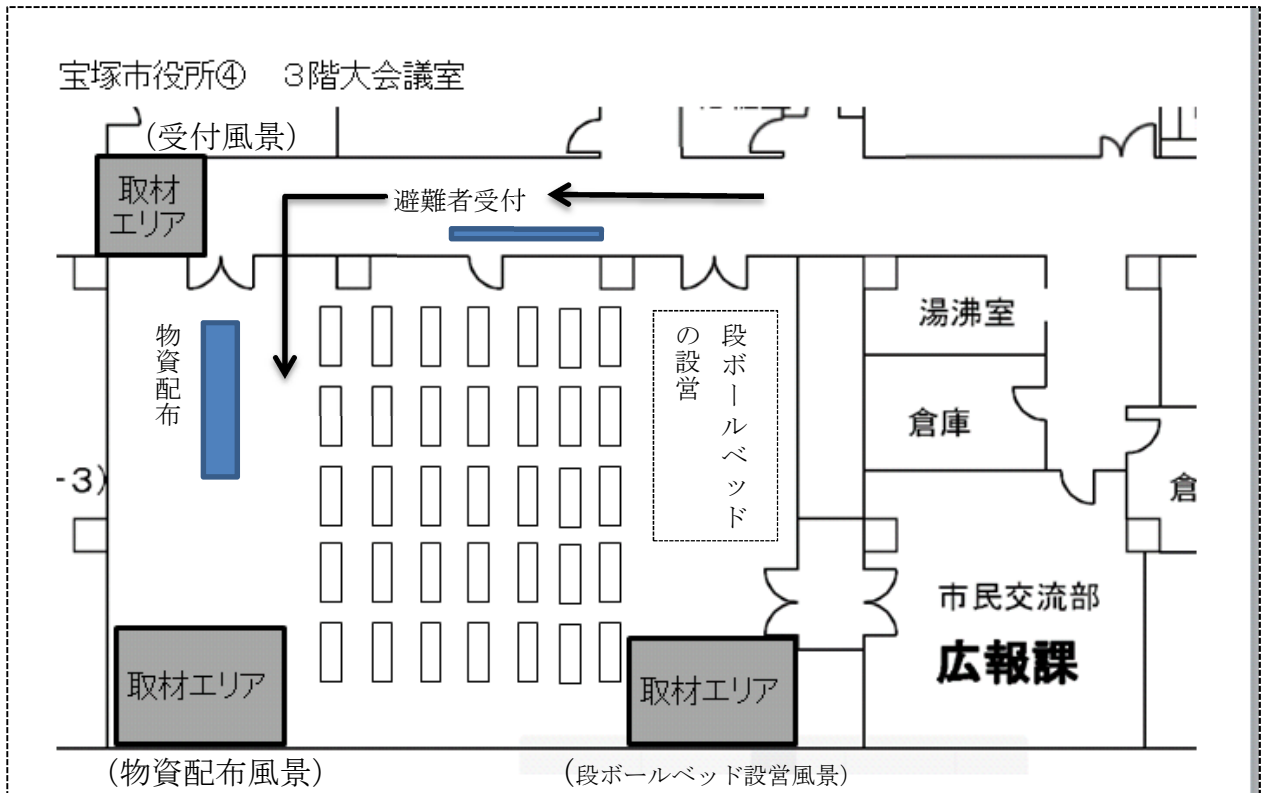 宝塚市役所④　３階大会議室
(受付風景)
取材
エリア
避難者受付
物資配布
段ボールベッド
の設営
湯沸室
倉庫
-3)
倉
市民交流部
広報課
取材エリア
取材エリア
(物資配布風景)
(段ボールベッド設営風景)